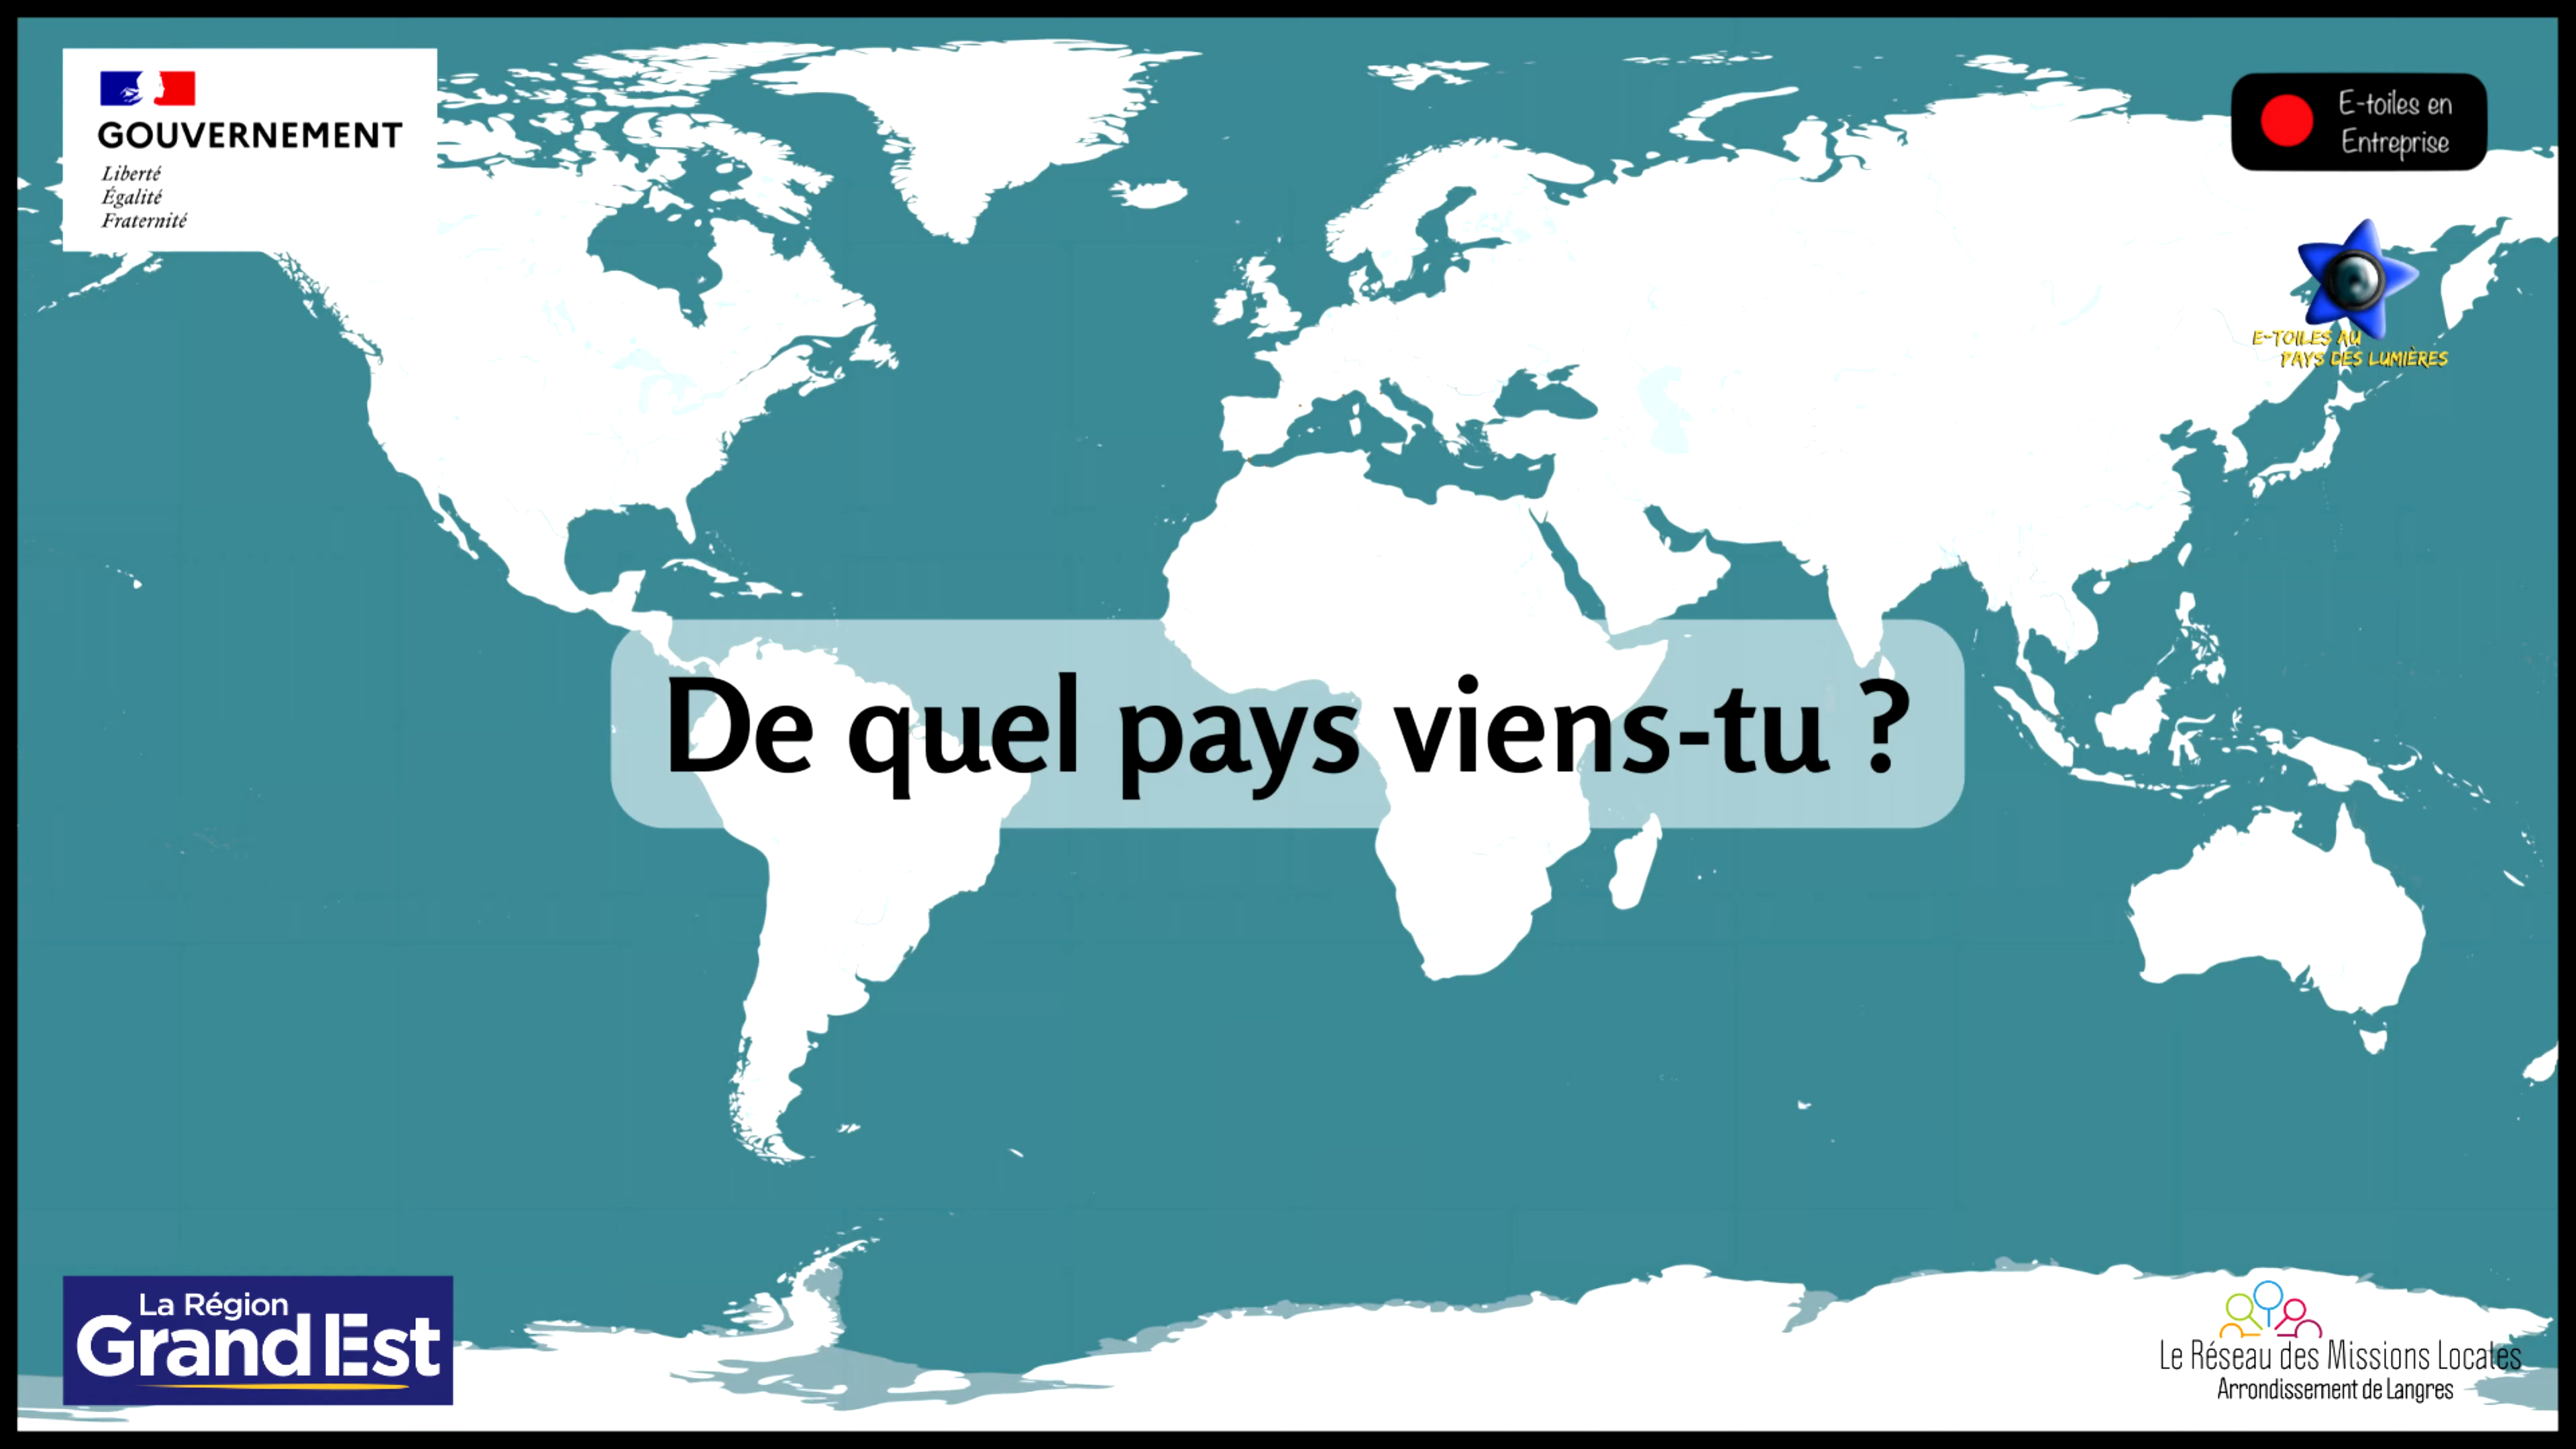 GOUVERNEMENT
Liberté
Égalité
Fraternité
E-toiles en
Entreprise
E-TOILES AU
PAYS DES LUMIÈRES
De quel pays viens-tu ?
La Région
Grand Est
Le Réseau des Missions Locales
Arrondissement de Langres